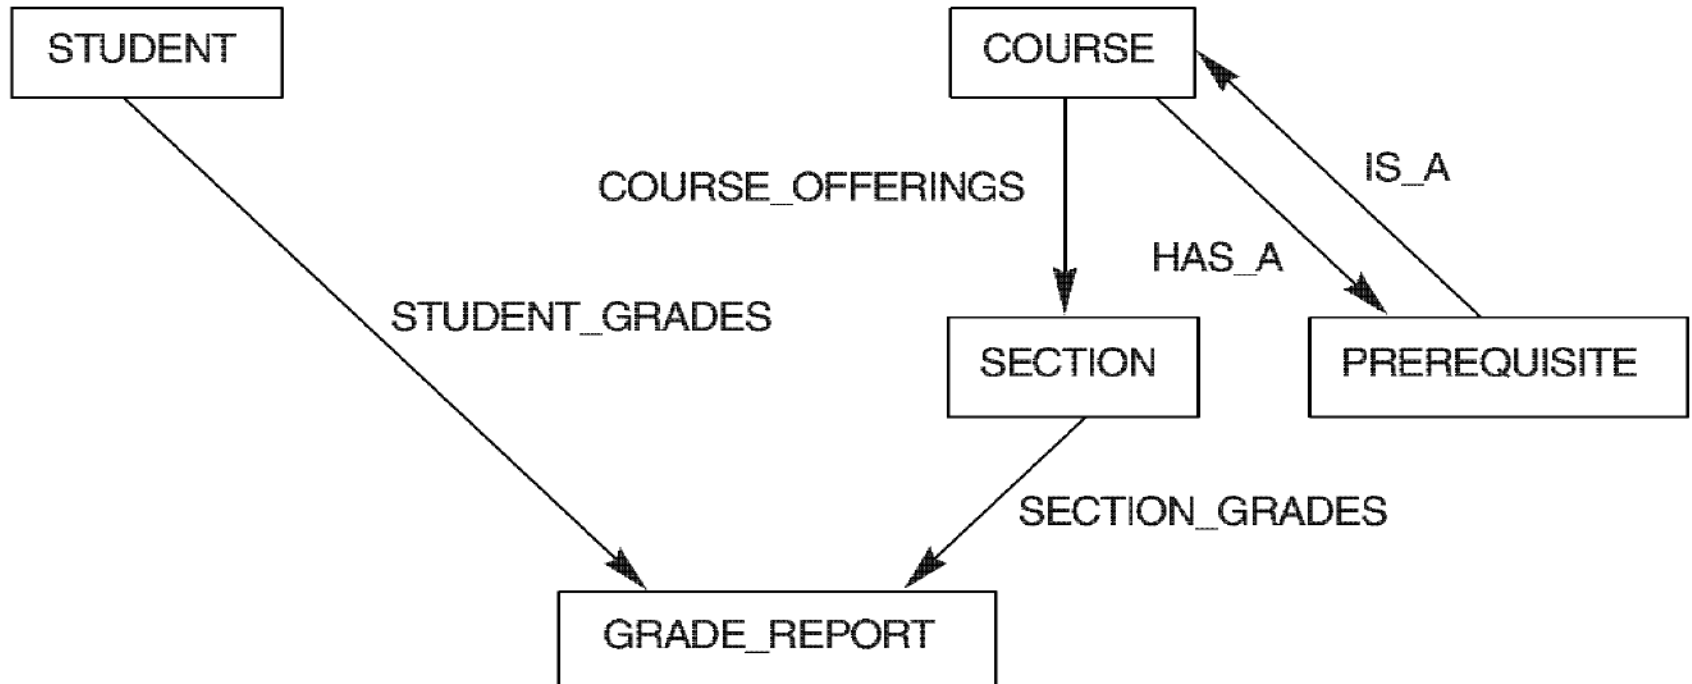 STUDENT
COURSE
IS_A
COURSE_OFFERINGS
HAS_A
STUDENT_GRADES
SECTION
PREREQUISITE
SECTION_GRADES
GRADE_REPORT